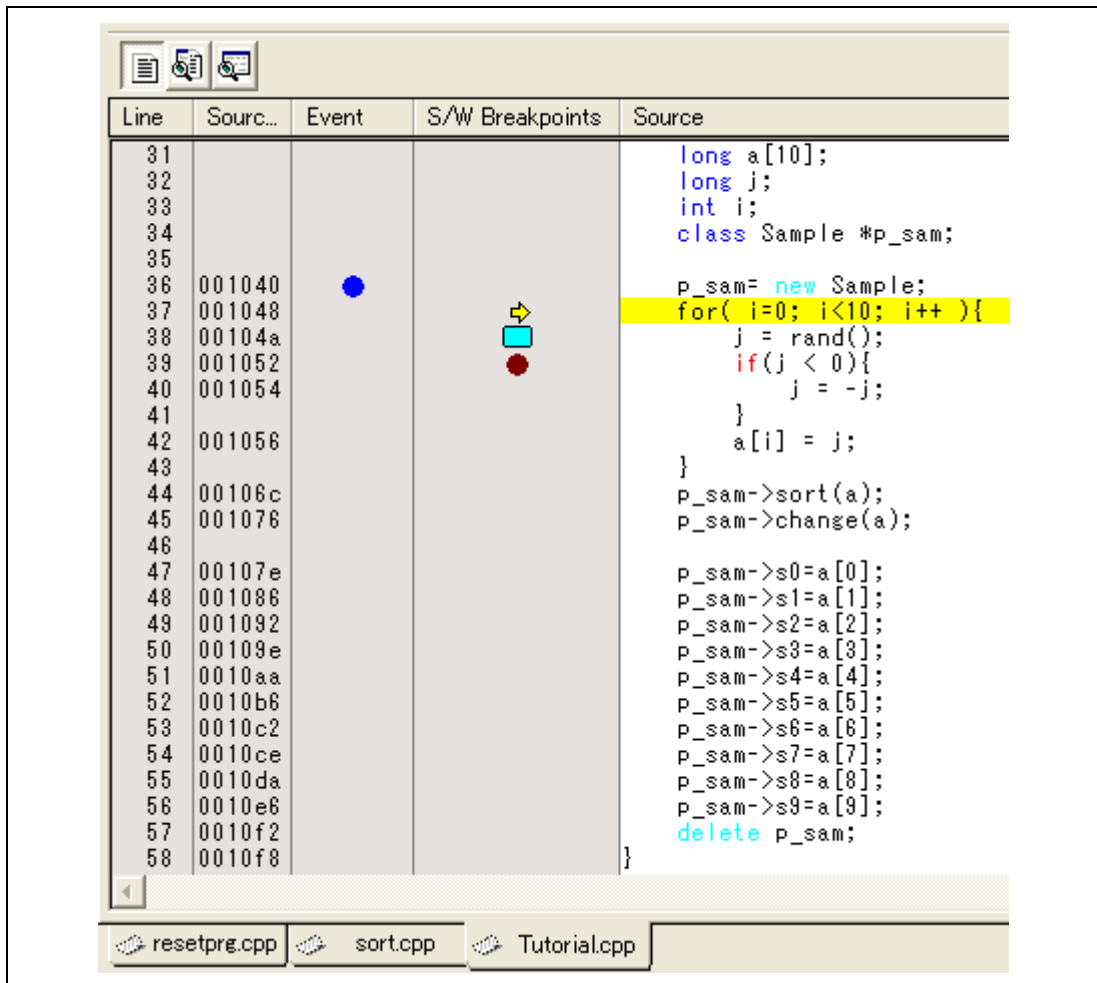 Line Sourc... Event S/W Breakpoints Source
31 long a[10];
32 long j;
33 int i;
34 class Sample *p_sam;
35
36 001040 p_sam= new Sample;
37 001048 for( i=0; i<10; i++ ){
38 00104a j = rand();
39 001052 if(j < 0){
40 001054 j = -j;
41 }
42 001056 a[i] = j;
43 }
44 00106c p_sam->sort(a);
45 001076 p_sam->change(a);
46
47 00107e p_sam->s0=a[0];
48 001086 p_sam->s1=a[1];
49 001092 p_sam->s2=a[2];
50 00109e p_sam->s3=a[3];
51 0010aa p_sam->s4=a[4];
52 0010b6 p_sam->s5=a[5];
53 0010c2 p_sam->s6=a[6];
54 0010ce p_sam->s7=a[7];
55 0010da p_sam->s8=a[8];
56 0010e6 p_sam->s9=a[9];
57 0010f2 delete p_sam;
58 0010f8 }
resetprg.cpp sort.cpp Tutorial.cpp